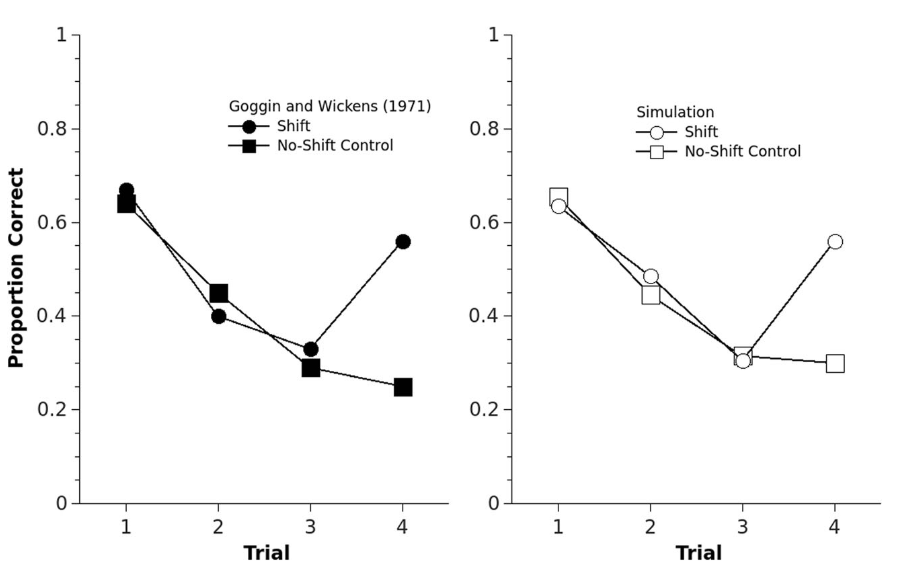 Proportion Correct
1
0.8
0.6
0.4
0.2
0
Goggin and Wickens (1971)
Shift
No-Shift Control
1 2 3 4
Trial
1
0.8
0.6
0.4
0.2
0
Simulation
Shift
No-Shift Control
1 2 3 4
Trial